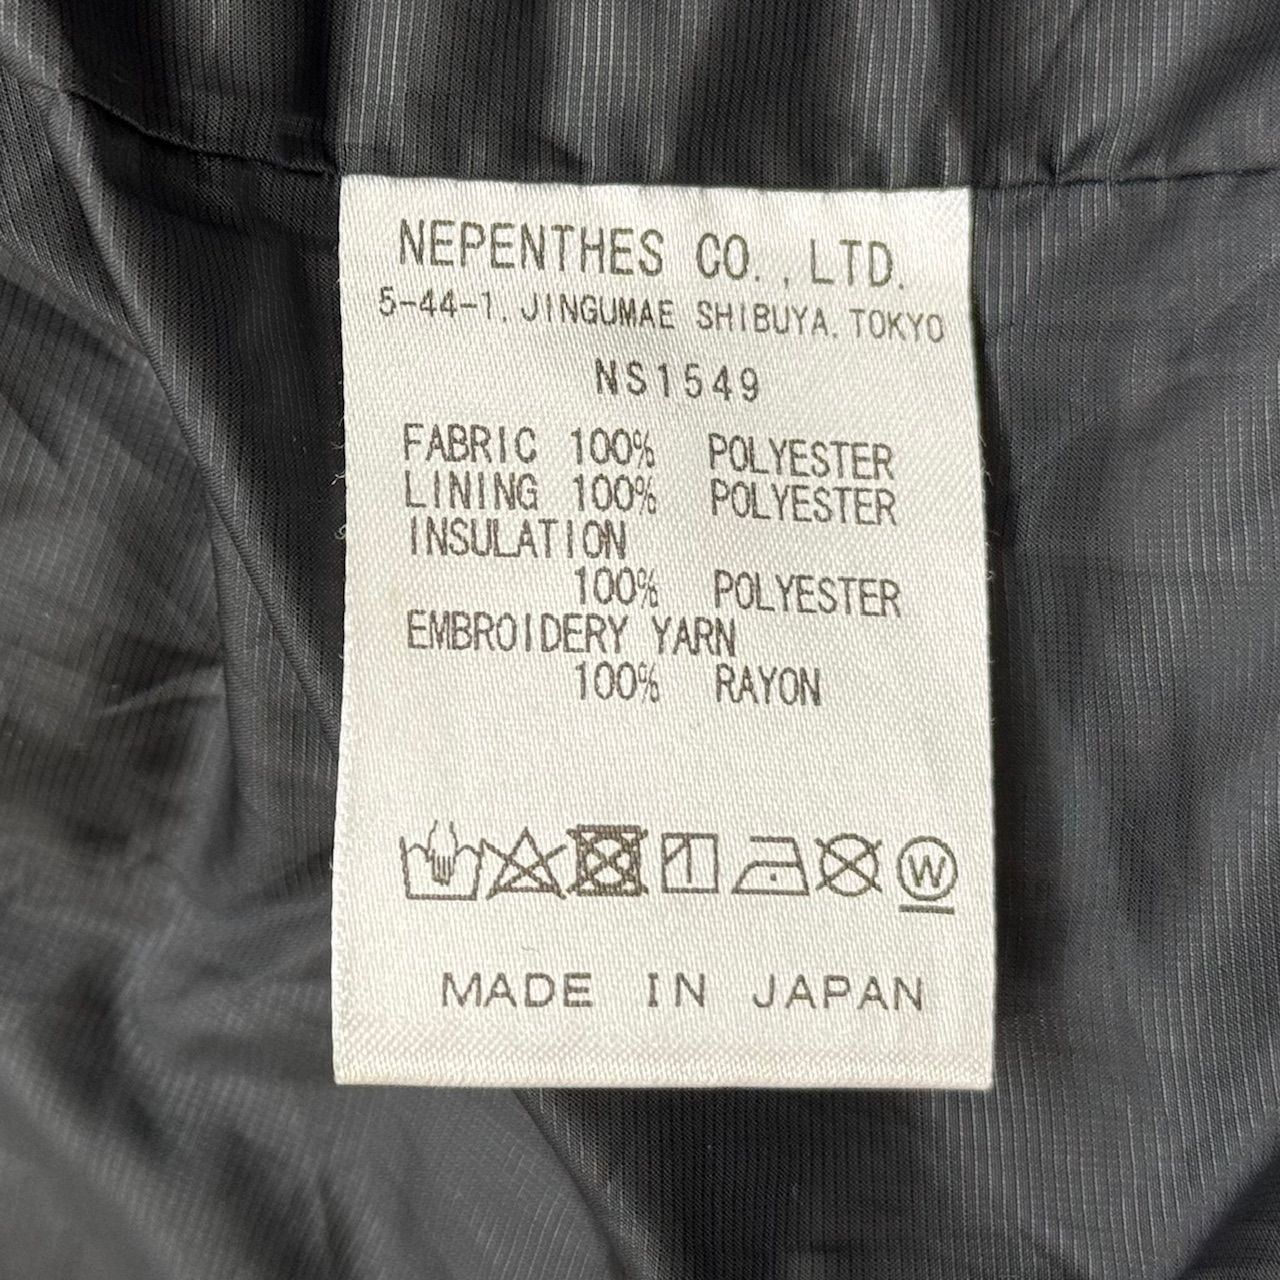 NEPENTHES CO.,LTD.
5-44-1, JINGUMAE SHIBUYA, TOKYO
NS1549
FABRIC 100% POLYESTER
LINING 100% POLYESTER
INSULATION
100% POLYESTER
EMBROIDERY YARN
100% RAYON
W
MADE IN JAPAN